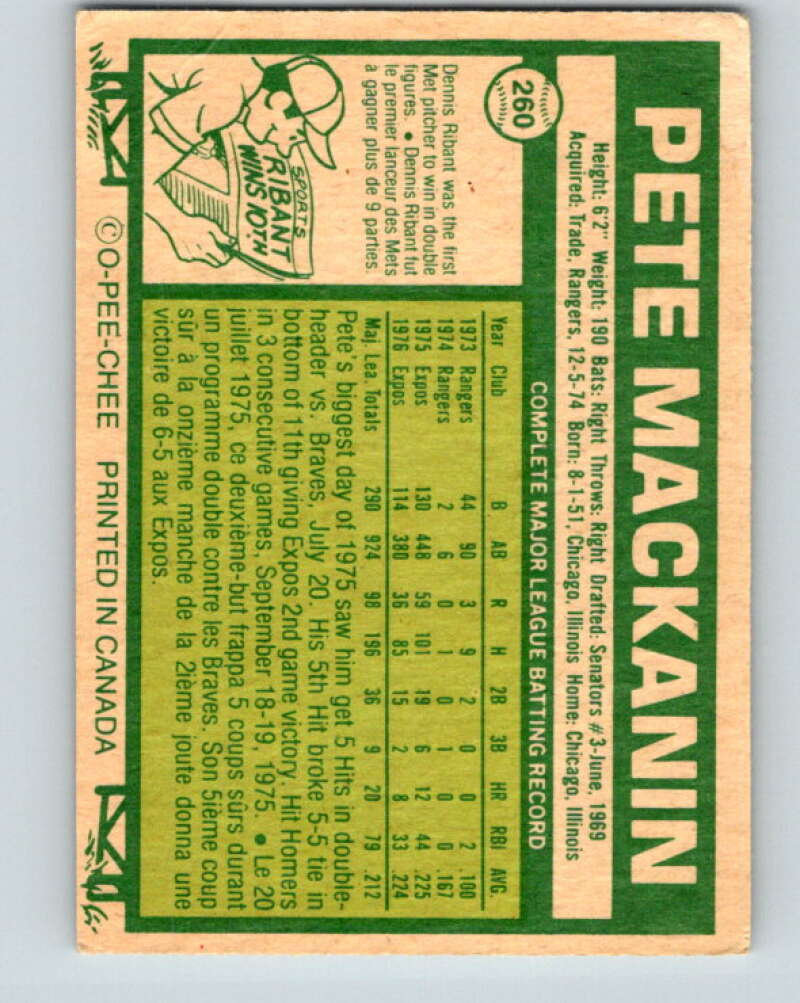 260
PETE MACKANIN
Height: 6'2" Weight: 190 Bats: Right Throws: Right Drafted: Senators #3-June, 1969
Acquired: Trade, Rangers, 12-5-74 Born: 8-1-51, Chicago, Illinois Home: Chicago, Illinois
COMPLETE MAJOR LEAGUE BATTING RECORD
Year Club B AB R H 2B 3B HR RBI AVG.
1973 Rangers 44 90 3 9 2 0 0 2 .100
1974 Rangers 2 6 0 1 0 1 0 0 .167
1975 Expos 130 448 59 101 19 6 12 44 .225
1976 Expos 114 380 36 85 15 2 8 33 .224
Maj. Lea. Totals 290 924 98 196 36 9 20 79 .212
Pete's biggest day of 1975 saw him get 5 Hits in double-
header vs. Braves, July 20. His 5th Hit broke 5-5 tie in
bottom of 11th giving Expos 2nd game victory. Hit Homers
in 3 consecutive games, September 18-19, 1975. • Le 20
juillet 1975, ce deuxième-but frappa 5 coups sûrs durant
un programme double contre les Braves. Son 5ième coup
sûr à la onzième manche de la 2ième joute donna une
victoire de 6-5 aux Expos.
Dennis Ribant was the first
Met pitcher to win in double
figures. • Dennis Ribant fut
le premier lanceur des Mets
a gagner plus de 9 parties.
SPORTS
RIBANT
WINS 10TH
©O-PEE-CHEE PRINTED IN CANADA